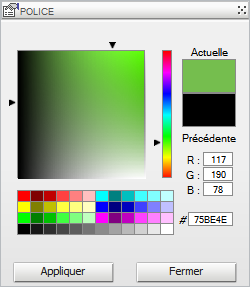 POLICE
Actuelle
Précédente
R : 117
G : 190
B : 78
# 75BE4E
Appliquer Fermer